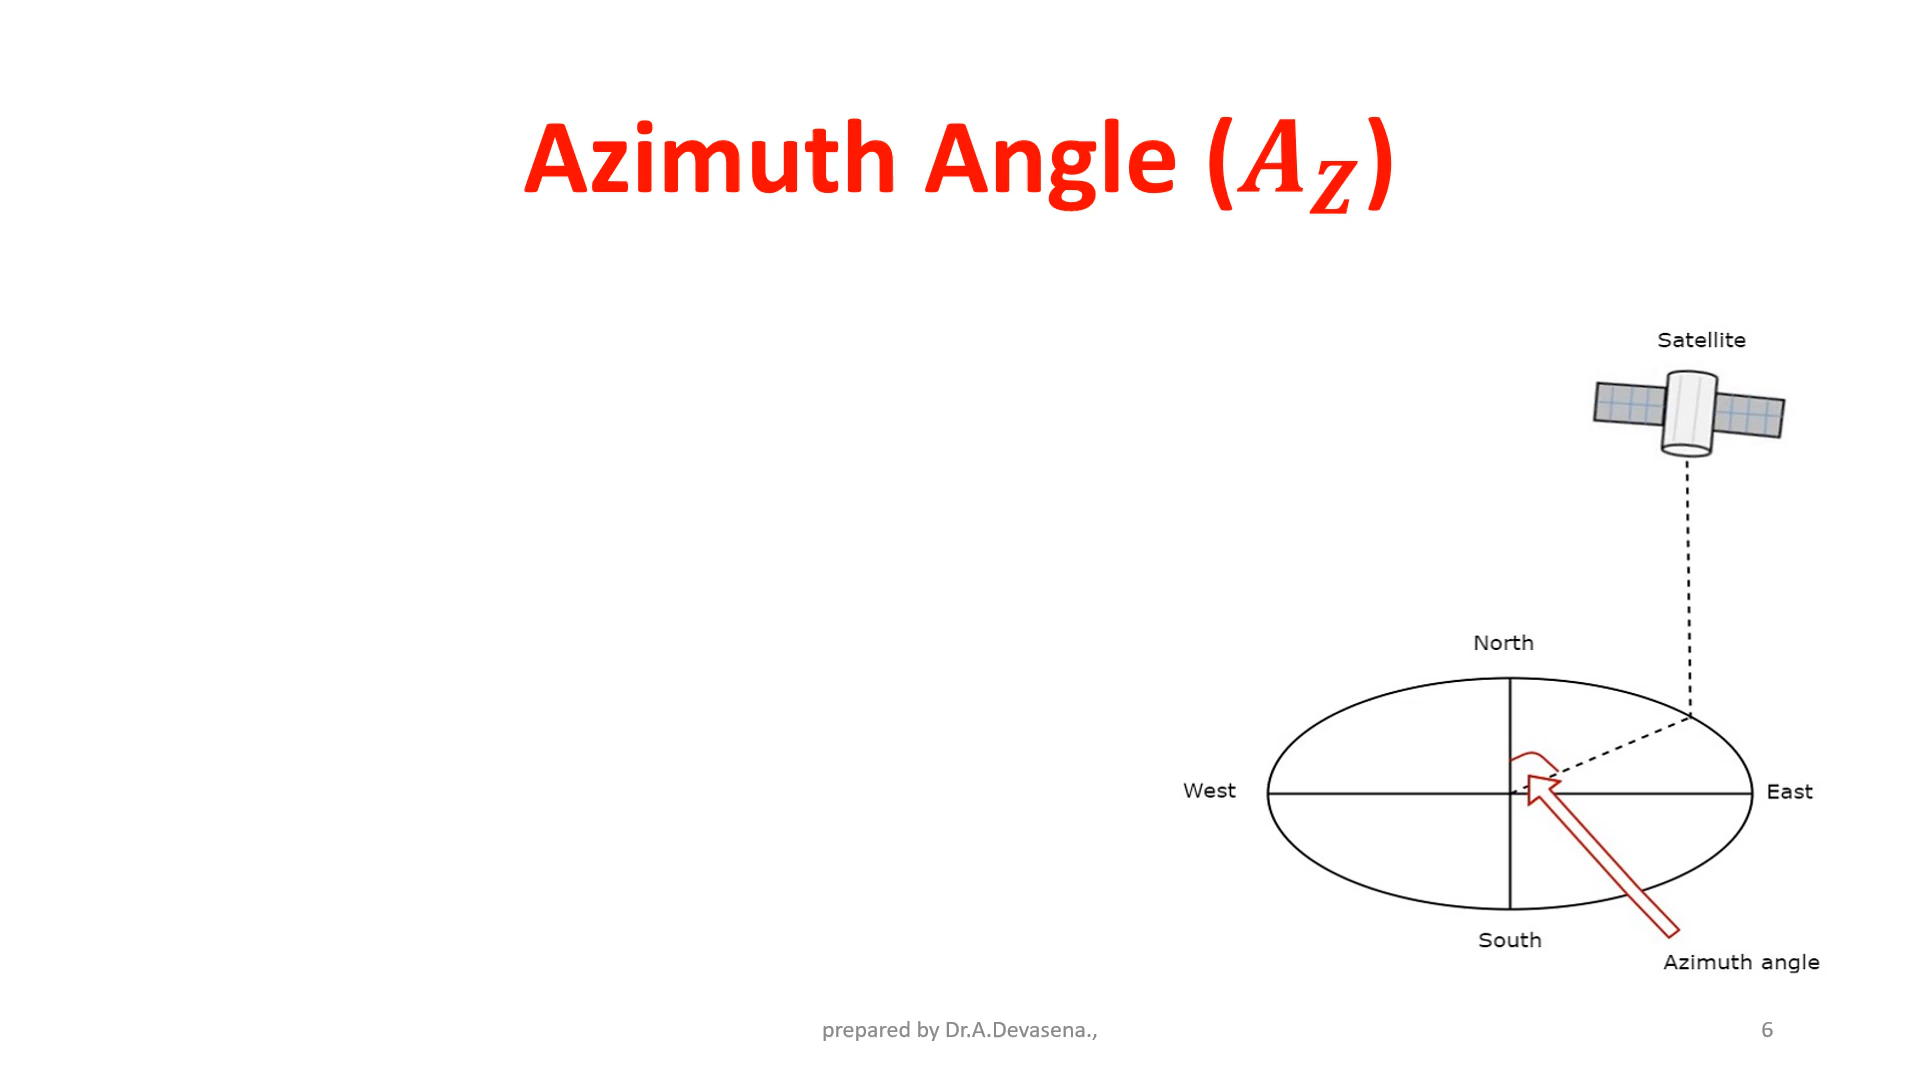 Azimuth Angle (A_Z)
Satellite
North
West
East
South
Azimuth angle
prepared by Dr.A.Devasena.,
6